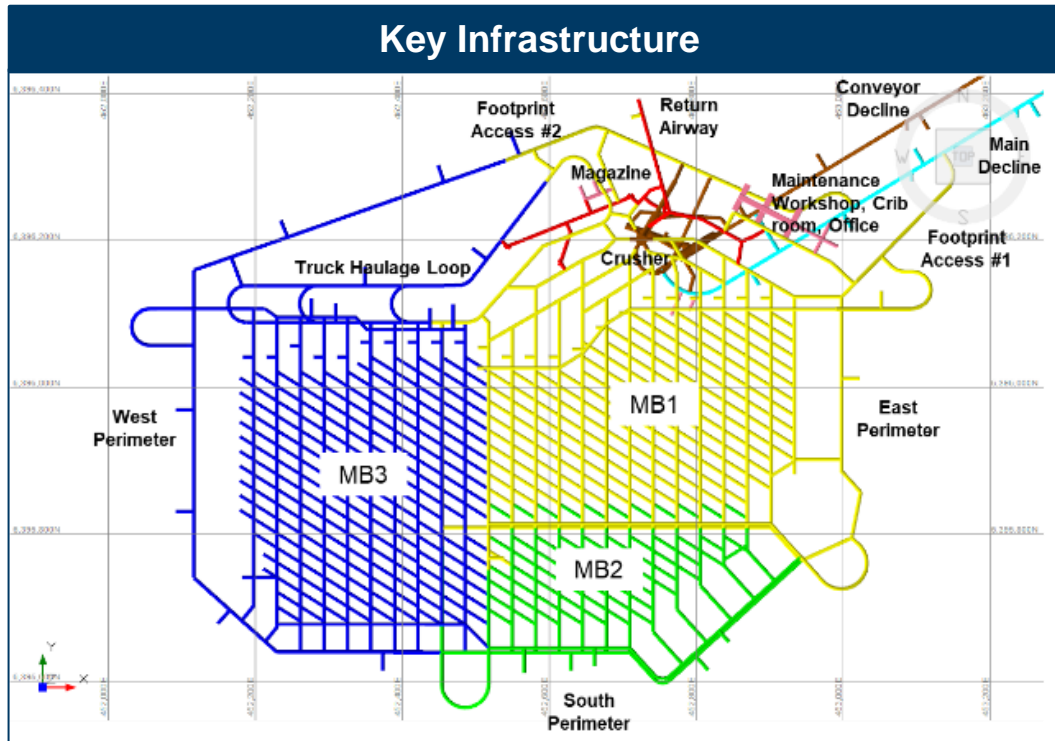 Key Infrastructure
Conveyor
Decline
Return
Airway
Footprint
Access #2
N
Main
Decline
W
TOP
E
Magazine
Maintenance
Workshop, Crib
room, Office
S
Footprint
Access #1
Crusher
Truck Haulage Loop
MB1
West
Perimeter
East
Perimeter
MB3
MB2
Y
X
South
Perimeter